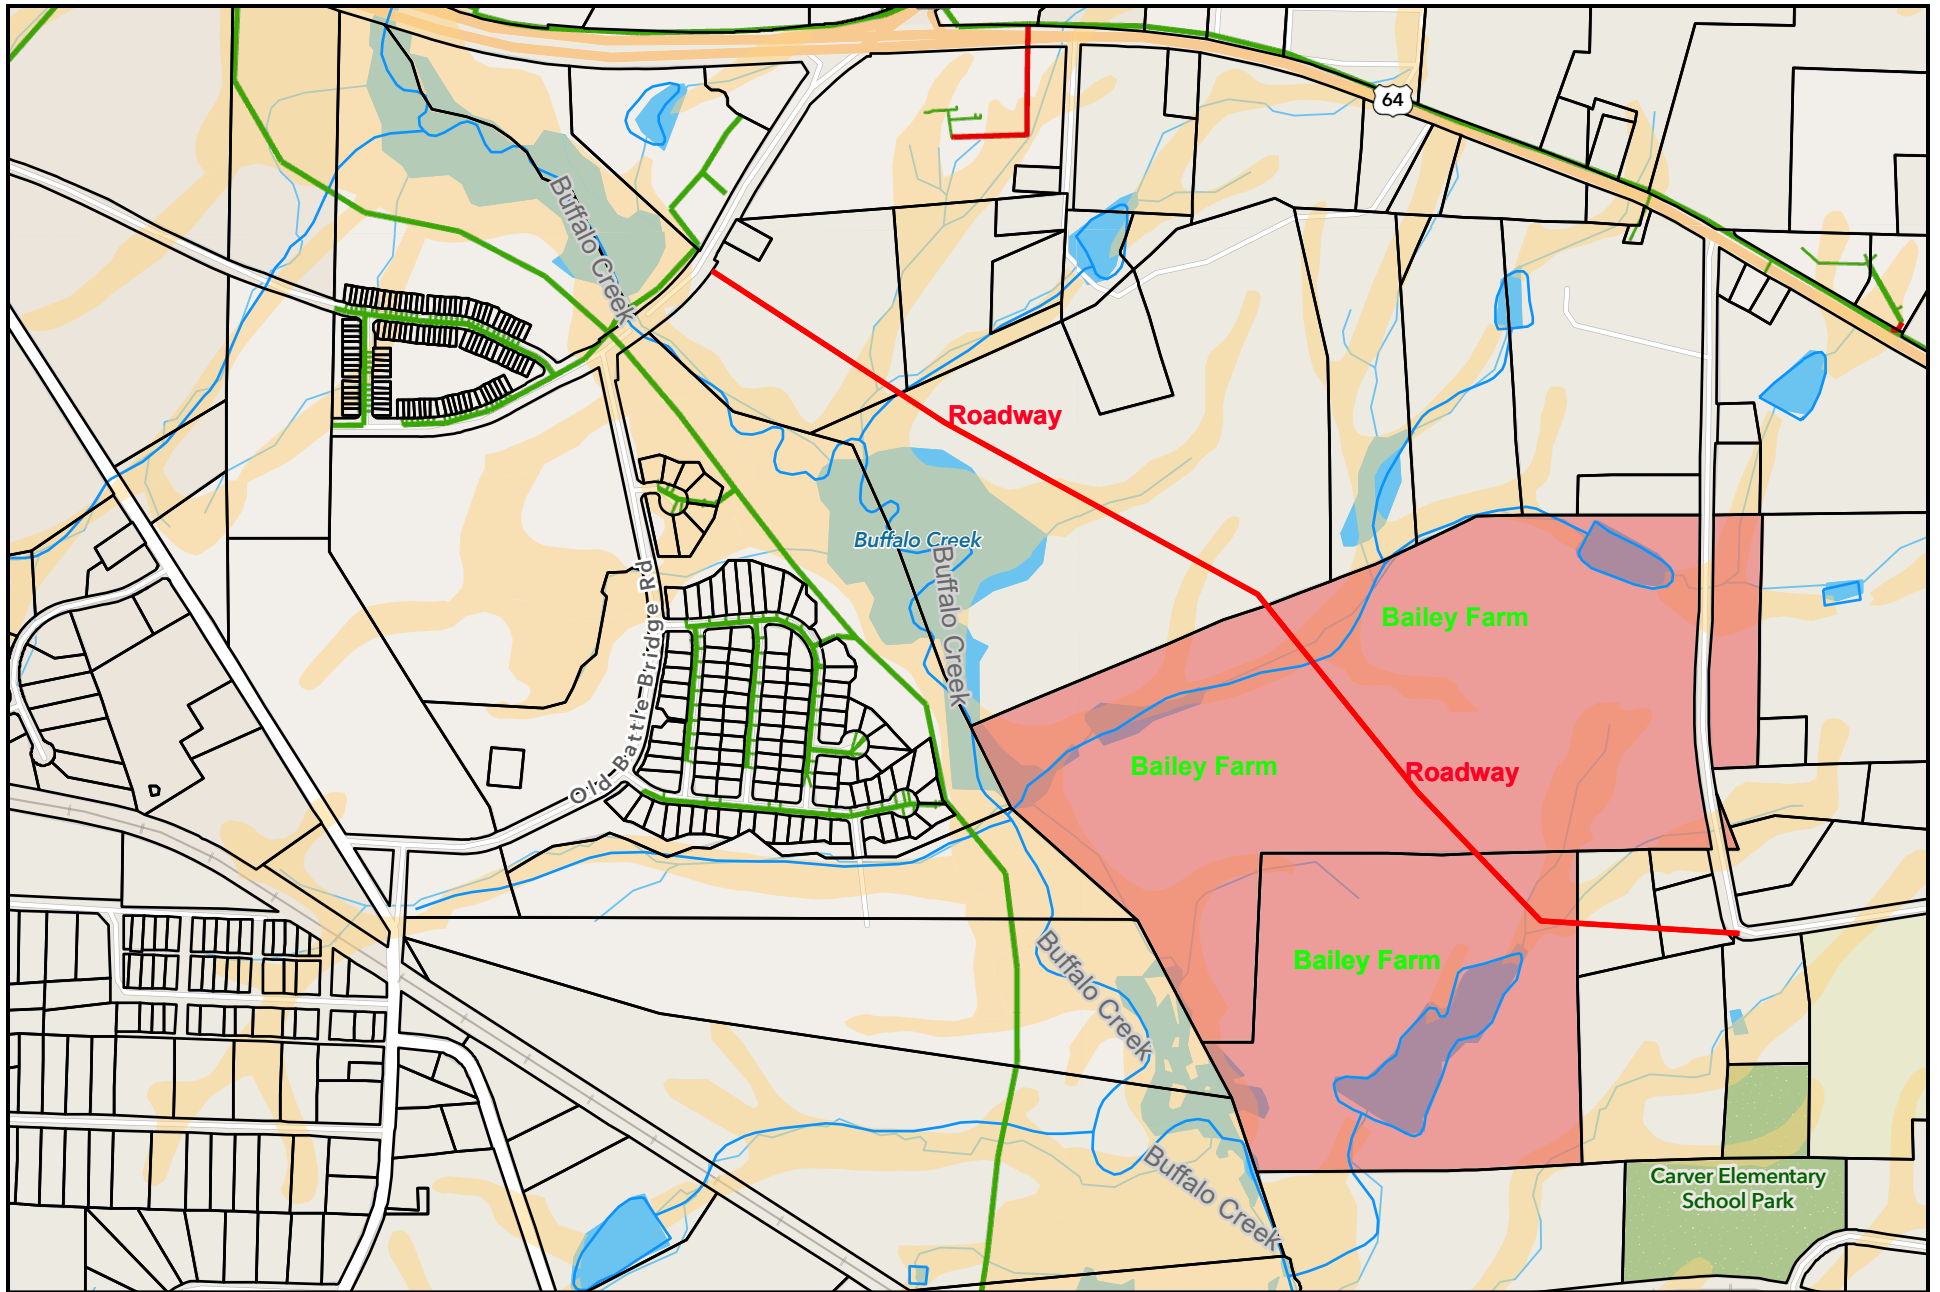 64
Buffalo Creek
Roadway
Buffalo Creek
Buffalo Creek
Old Battle Bridge Rd
Bailey Farm
Bailey Farm
Roadway
Bailey Farm
Buffalo Creek
Buffalo Creek
Carver Elementary
School Park